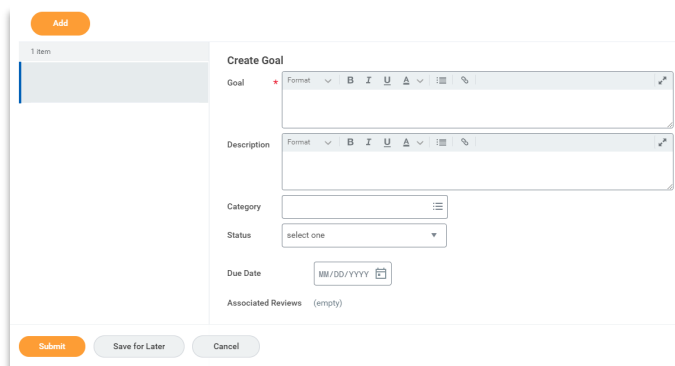 Add
1 item
Create Goal
Goal *
Format B I U A
Description
Format B I U A
Category
Status select one
Due Date MM/DD/YYYY
Associated Reviews (empty)
Submit Save for Later Cancel